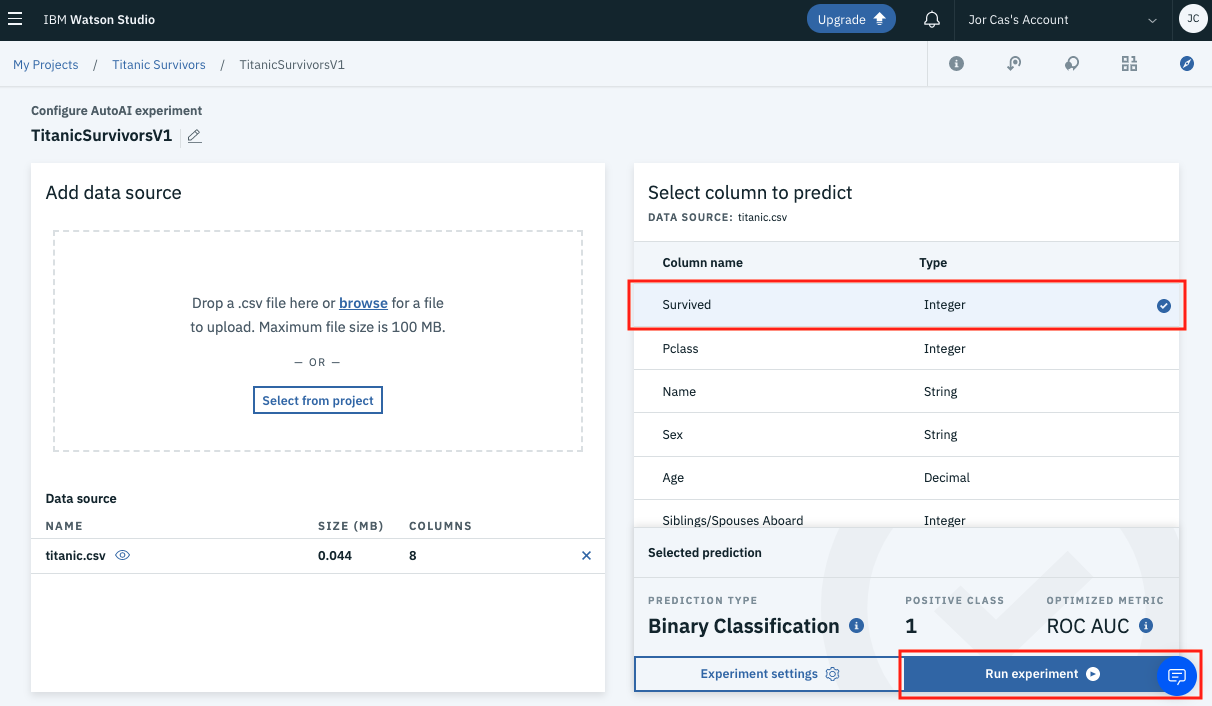 IBM Watson Studio
Upgrade
Jor Cas's Account
JC
My Projects / Titanic Survivors / TitanicSurvivorsV1
Configure AutoAI experiment
TitanicSurvivorsV1
Add data source
Drop a .csv file here or browse for a file
to upload. Maximum file size is 100 MB.
— OR —
Select from project
Data source
NAME SIZE (MB) COLUMNS
titanic.csv 0.044 8
Select column to predict
DATA SOURCE: titanic.csv
Column name Type
Survived Integer
Pclass Integer
Name String
Sex String
Age Decimal
Siblings/Spouses Aboard Integer
Selected prediction
PREDICTION TYPE POSITIVE CLASS OPTIMIZED METRIC
Binary Classification 1 ROC AUC
Experiment settings Run experiment